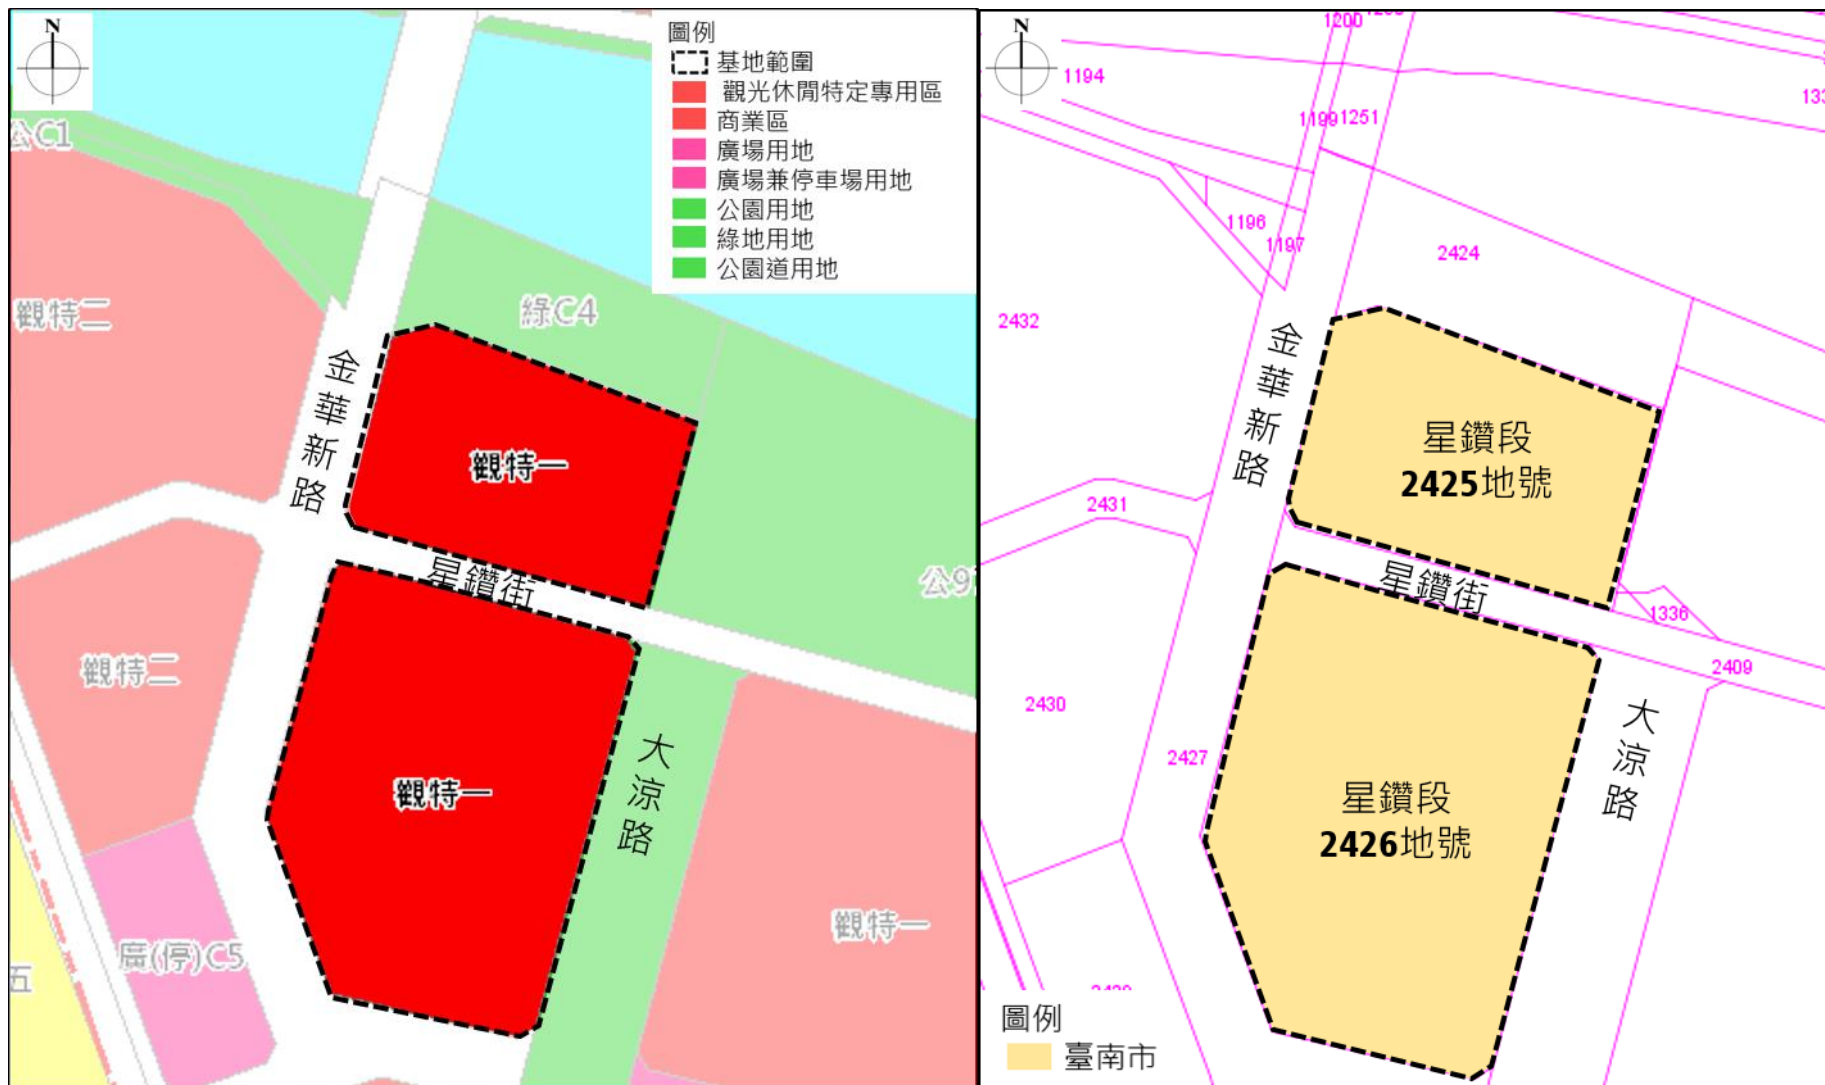 N
圖例
基地範圍
觀光休閒特定專用區
商業區
廣場用地
廣場兼停車場用地
公園用地
綠地用地
公園道用地
公C1
觀特二
綠C4
金華新路
觀特一
星鑽街
公9
觀特二
觀特一
大涼路
觀特一
廣(停)C5
五
N
1200
1194
1199
1251
1196
1197
2424
2432
金華新路
星鑽段
2425地號
2431
星鑽街
1336
2409
2430
2427
大涼路
星鑽段
2426地號
圖例
臺南市